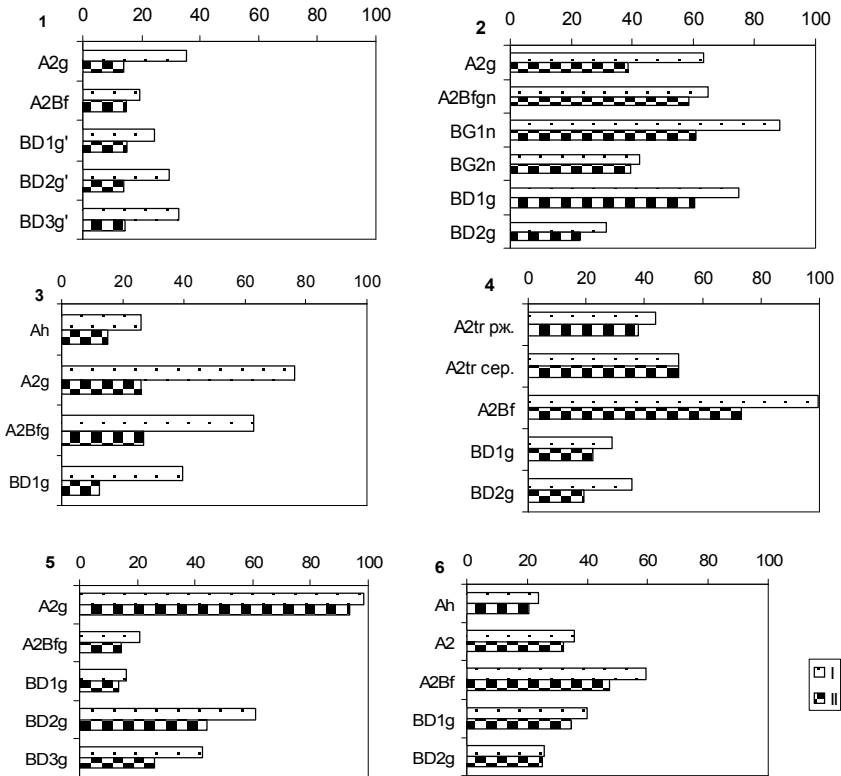 1
0 20 40 60 80 100
A2g
A2Bf
BD1g'
BD2g'
BD3g'
2
0 20 40 60 80 100
A2g
A2Bfgn
BG1n
BG2n
BD1g
BD2g
3
0 20 40 60 80 100
Ah
A2g
A2Bfg
BD1g
4
0 20 40 60 80 100
A2tr рж.
A2tr сер.
A2Bf
BD1g
BD2g
5
0 20 40 60 80 100
A2g
A2Bfg
BD1g
BD2g
BD3g
6
0 20 40 60 80 100
Ah
A2
A2Bf
BD1g
BD2g
I
II